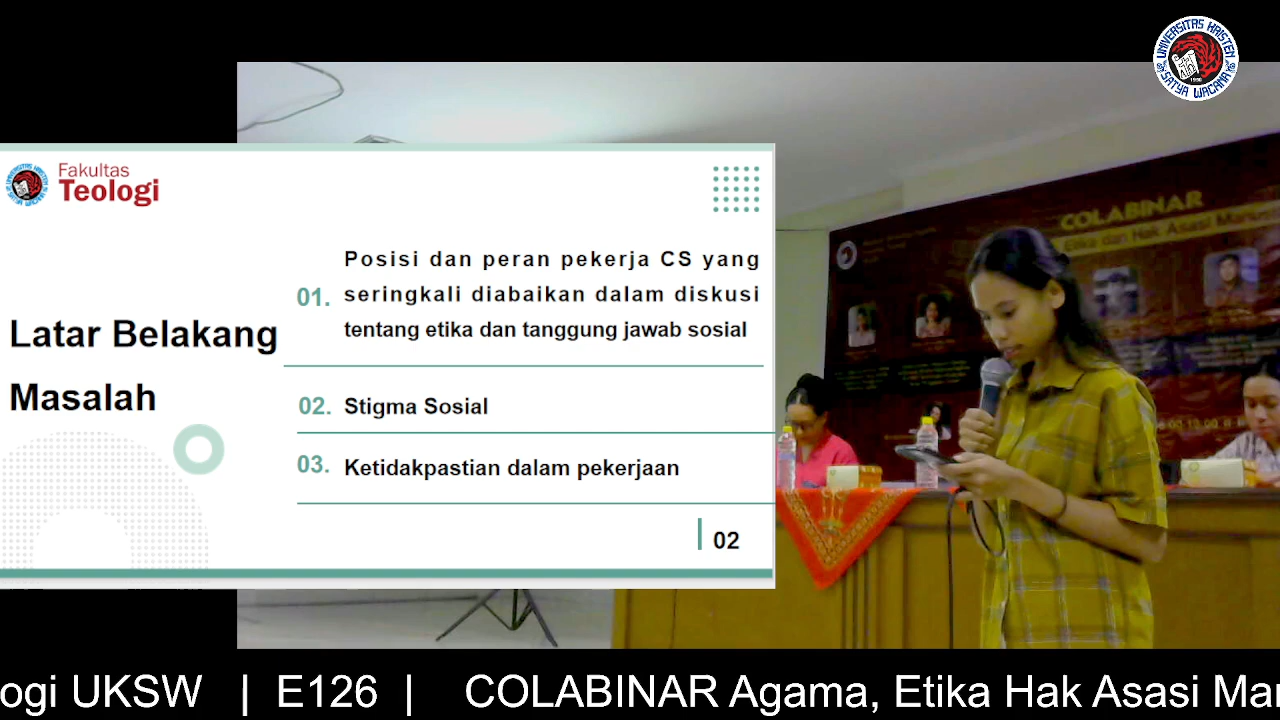 UNIVERSITAS KRISTEN
SATYA WACANA
Fakultas
Teologi
Latar Belakang
Masalah
01.
Posisi dan peran pekerja CS yang
seringkali diabaikan dalam diskusi
tentang etika dan tanggung jawab sosial
02. Stigma Sosial
03. Ketidakpastian dalam pekerjaan
02
COLABINAR
Etika dan Hak Asasi Manusi
ogi UKSW | E126 | COLABINAR Agama, Etika Hak Asasi Mar